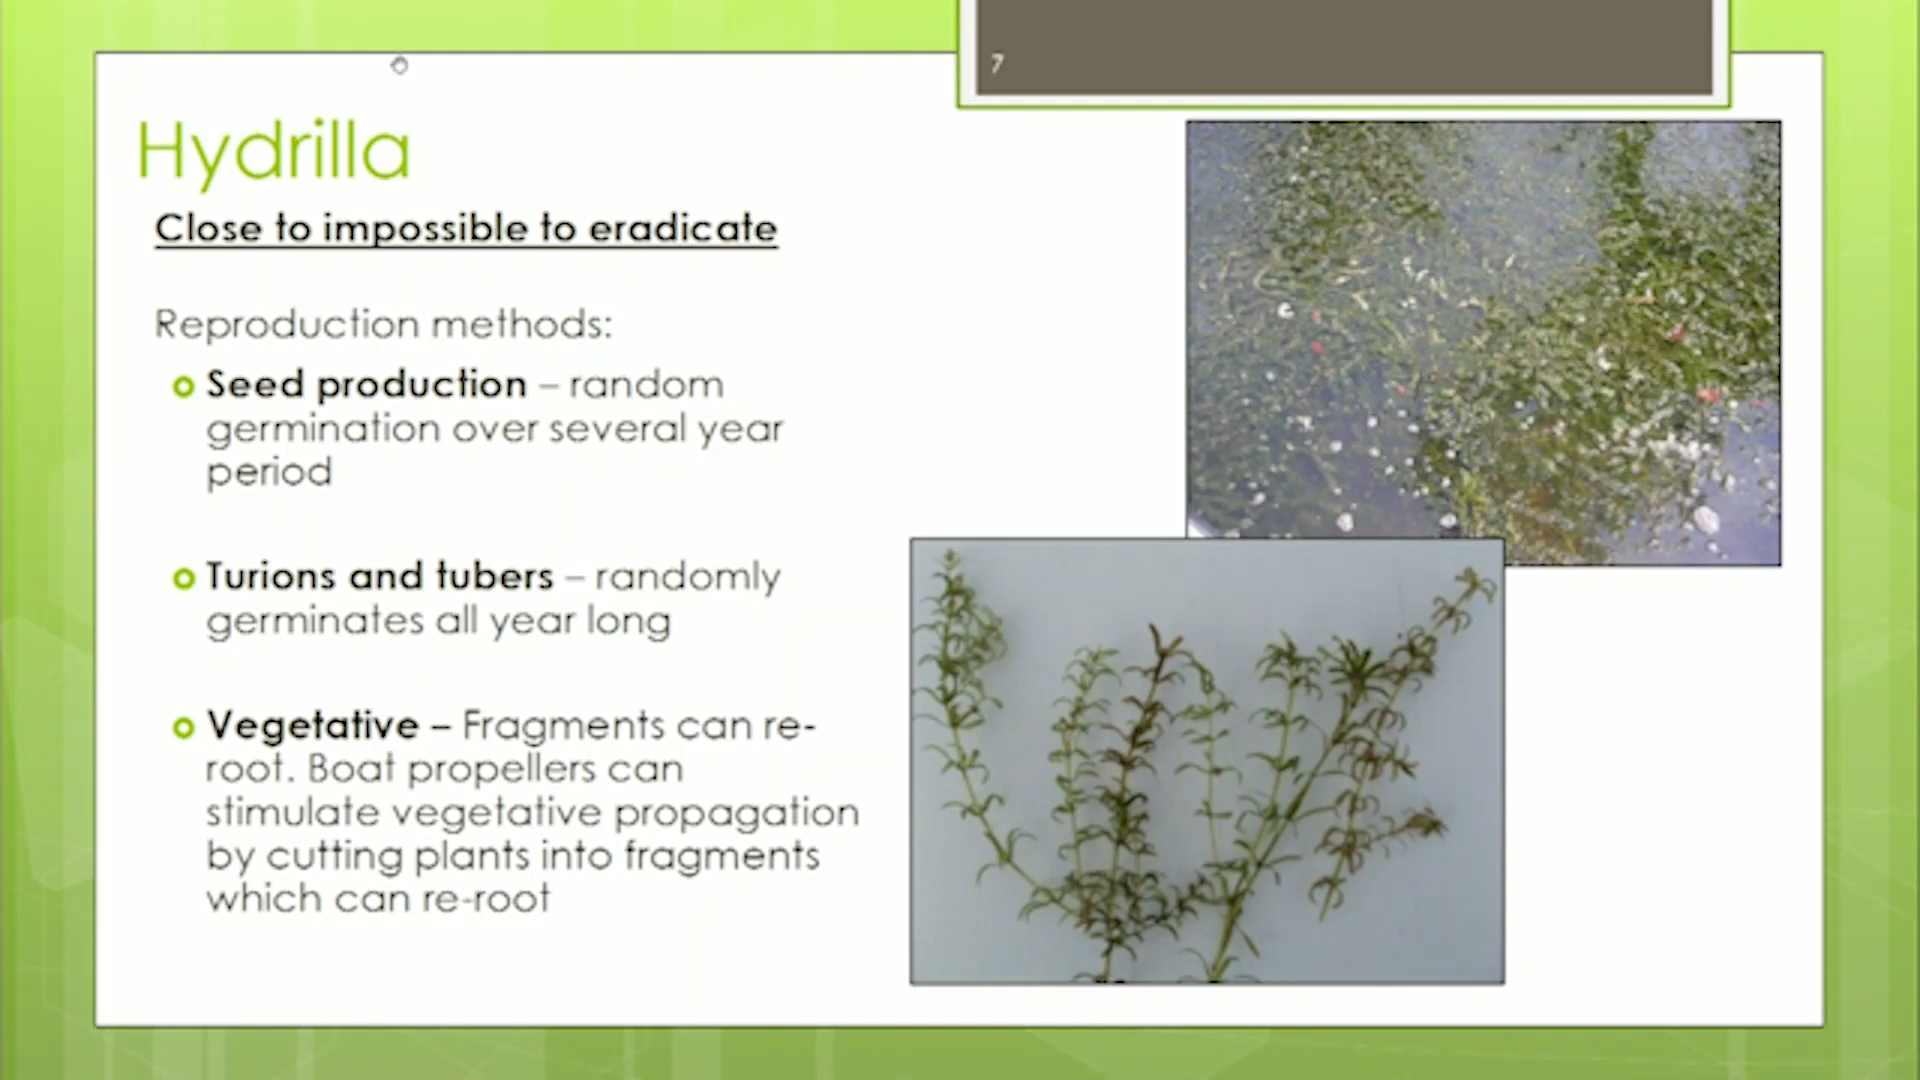 7
Hydrilla
Close to impossible to eradicate
Reproduction methods:
Seed production – random
germination over several year
period
Turions and tubers – randomly
germinates all year long
Vegetative – Fragments can re-
root. Boat propellers can
stimulate vegetative propagation
by cutting plants into fragments
which can re-root